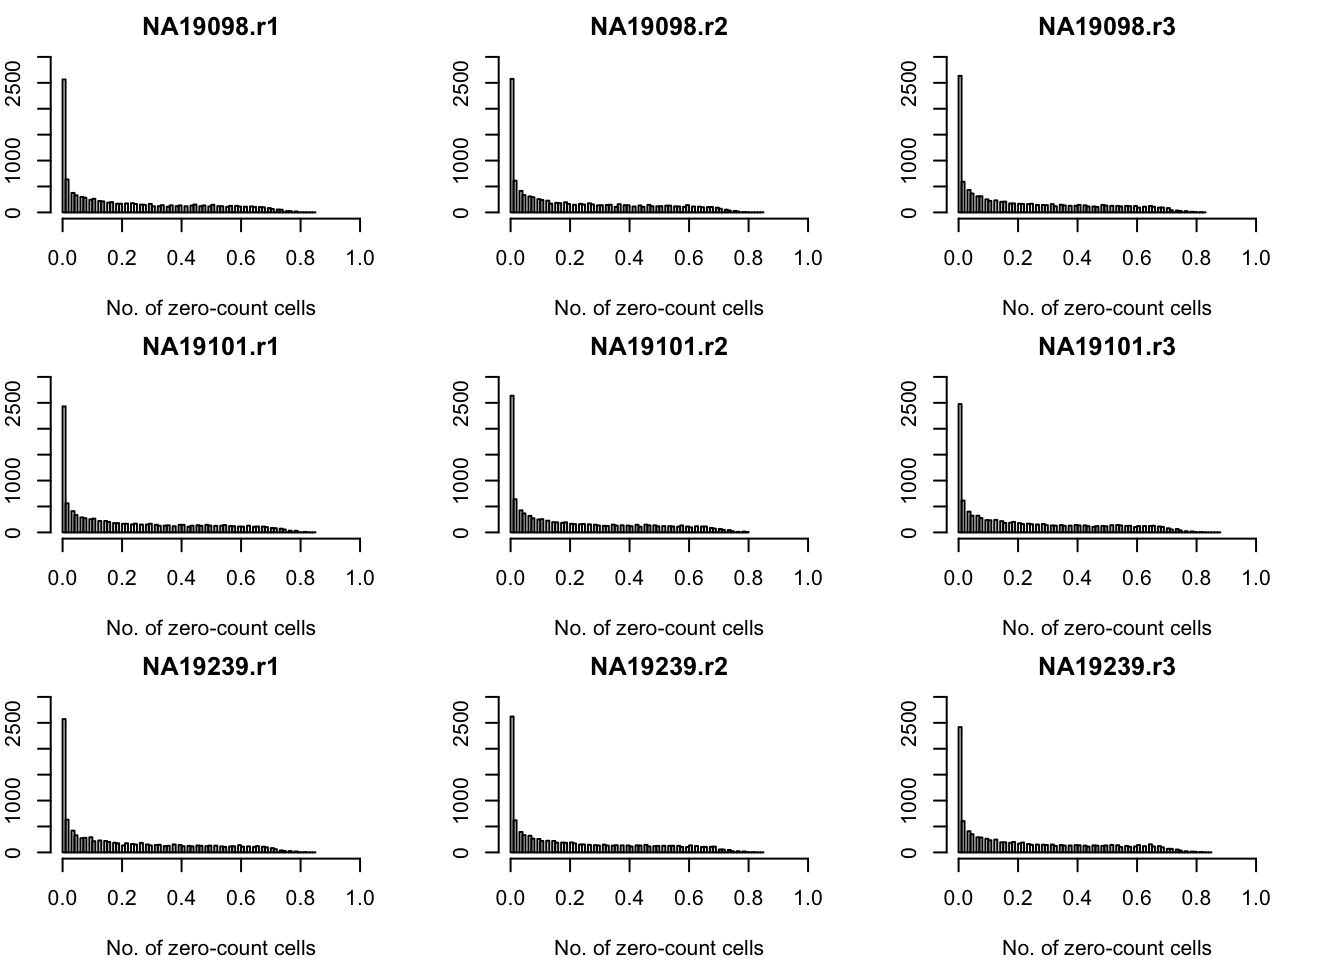 NA19098.r1 NA19098.r2 NA19098.r3
2500 2500 2500
1000 1000 1000
0 0 0
0.0 0.2 0.4 0.6 0.8 1.0 0.0 0.2 0.4 0.6 0.8 1.0 0.0 0.2 0.4 0.6 0.8 1.0
No. of zero-count cells No. of zero-count cells No. of zero-count cells
NA19101.r1 NA19101.r2 NA19101.r3
2500 2500 2500
1000 1000 1000
0 0 0
0.0 0.2 0.4 0.6 0.8 1.0 0.0 0.2 0.4 0.6 0.8 1.0 0.0 0.2 0.4 0.6 0.8 1.0
No. of zero-count cells No. of zero-count cells No. of zero-count cells
NA19239.r1 NA19239.r2 NA19239.r3
2500 2500 2500
1000 1000 1000
0 0 0
0.0 0.2 0.4 0.6 0.8 1.0 0.0 0.2 0.4 0.6 0.8 1.0 0.0 0.2 0.4 0.6 0.8 1.0
No. of zero-count cells No. of zero-count cells No. of zero-count cells